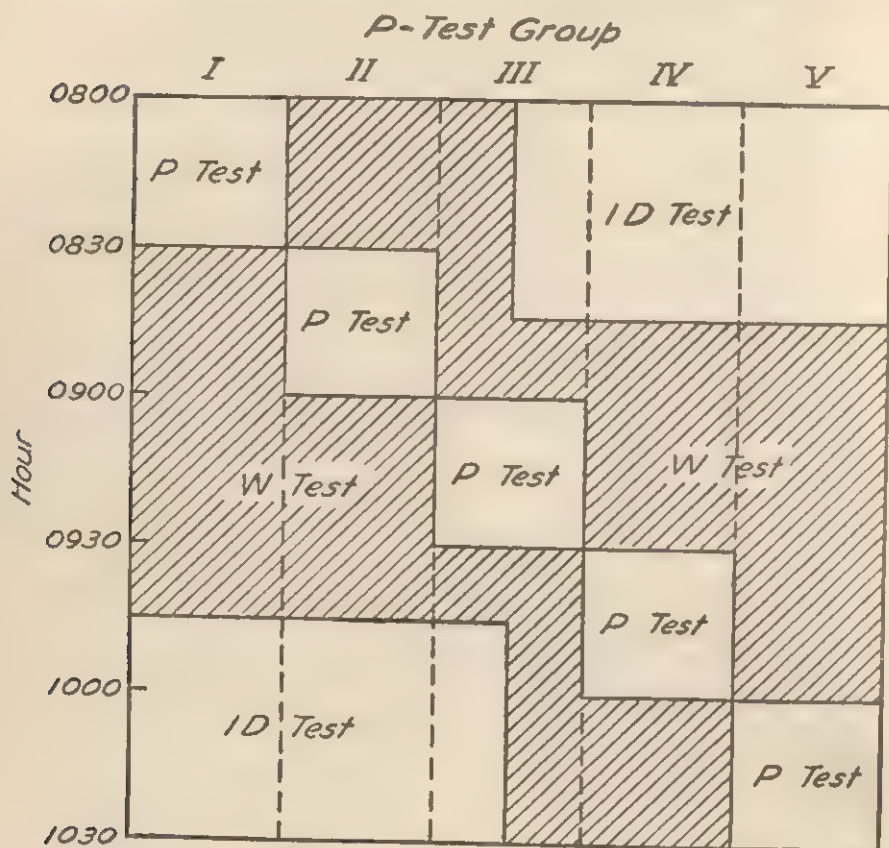 P-Test Group
I II III IV V
0800
P Test
ID Test
0830
P Test
0900
Hour
W Test
P Test
W Test
0930
P Test
1000
ID Test
P Test
1030